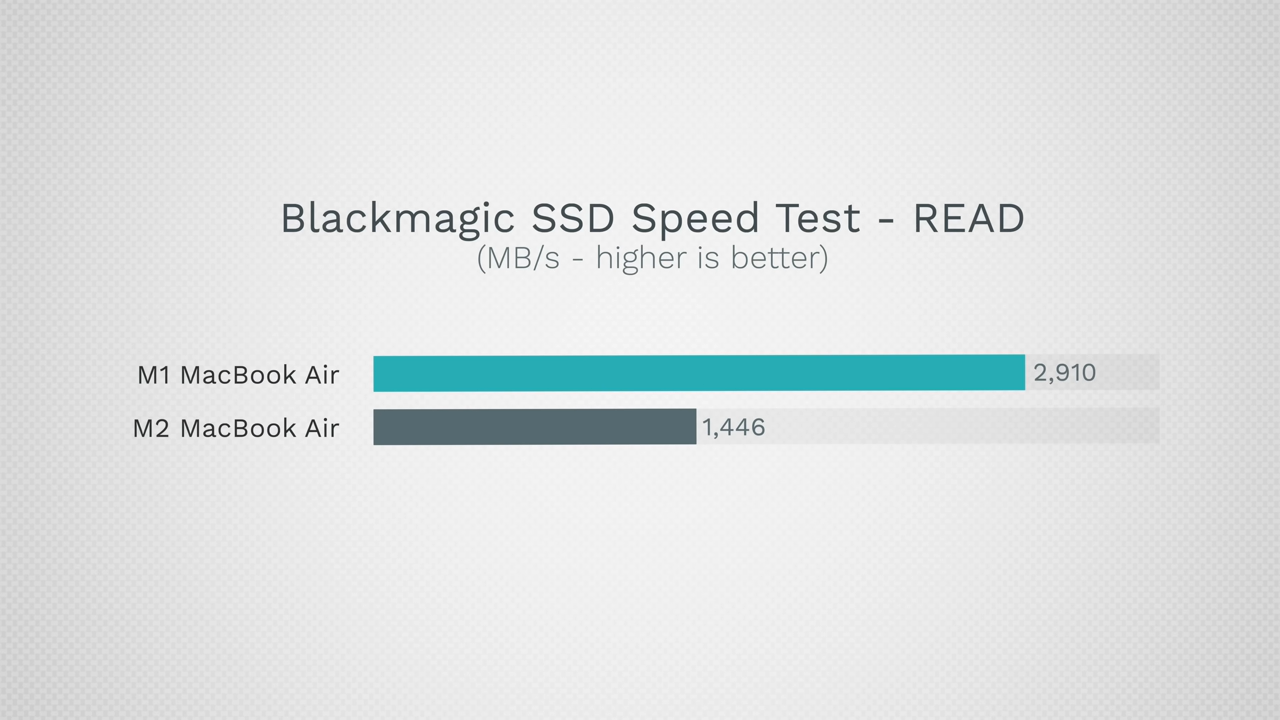 Blackmagic SSD Speed Test - READ
(MB/s - higher is better)
M1 MacBook Air 2,910
M2 MacBook Air 1,446